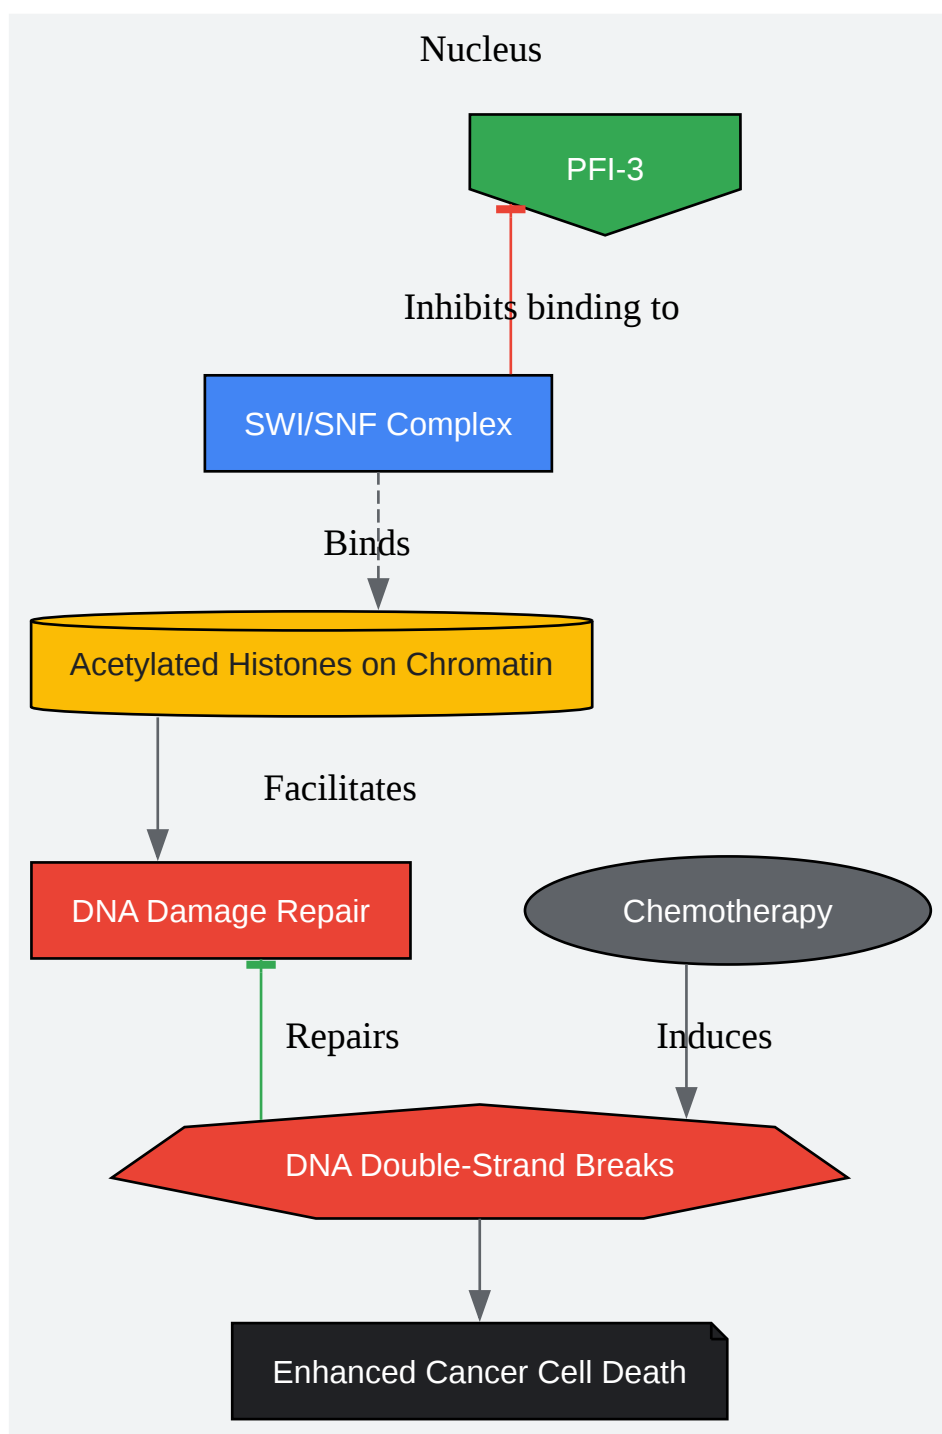 Nucleus
PFI-3
Inhibits binding to
SWI/SNF Complex
Binds
Acetylated Histones on Chromatin
Facilitates
DNA Damage Repair
Chemotherapy
Repairs
Induces
DNA Double-Strand Breaks
Enhanced Cancer Cell Death